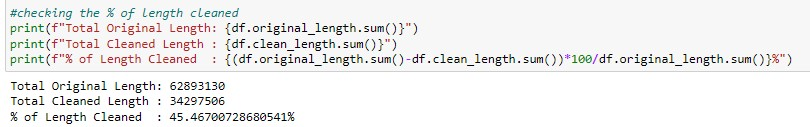 #checking the % of length cleaned
print(f"Total Original Length: {df.original_length.sum()}")
print(f"Total Cleaned Length : {df.clean_length.sum()}")
print(f"% of Length Cleaned  : {(df.original_length.sum()-df.clean_length.sum())*100/df.original_length.sum()}%")
Total Original Length: 62893130
Total Cleaned Length : 34297506
% of Length Cleaned  : 45.46700728680541%